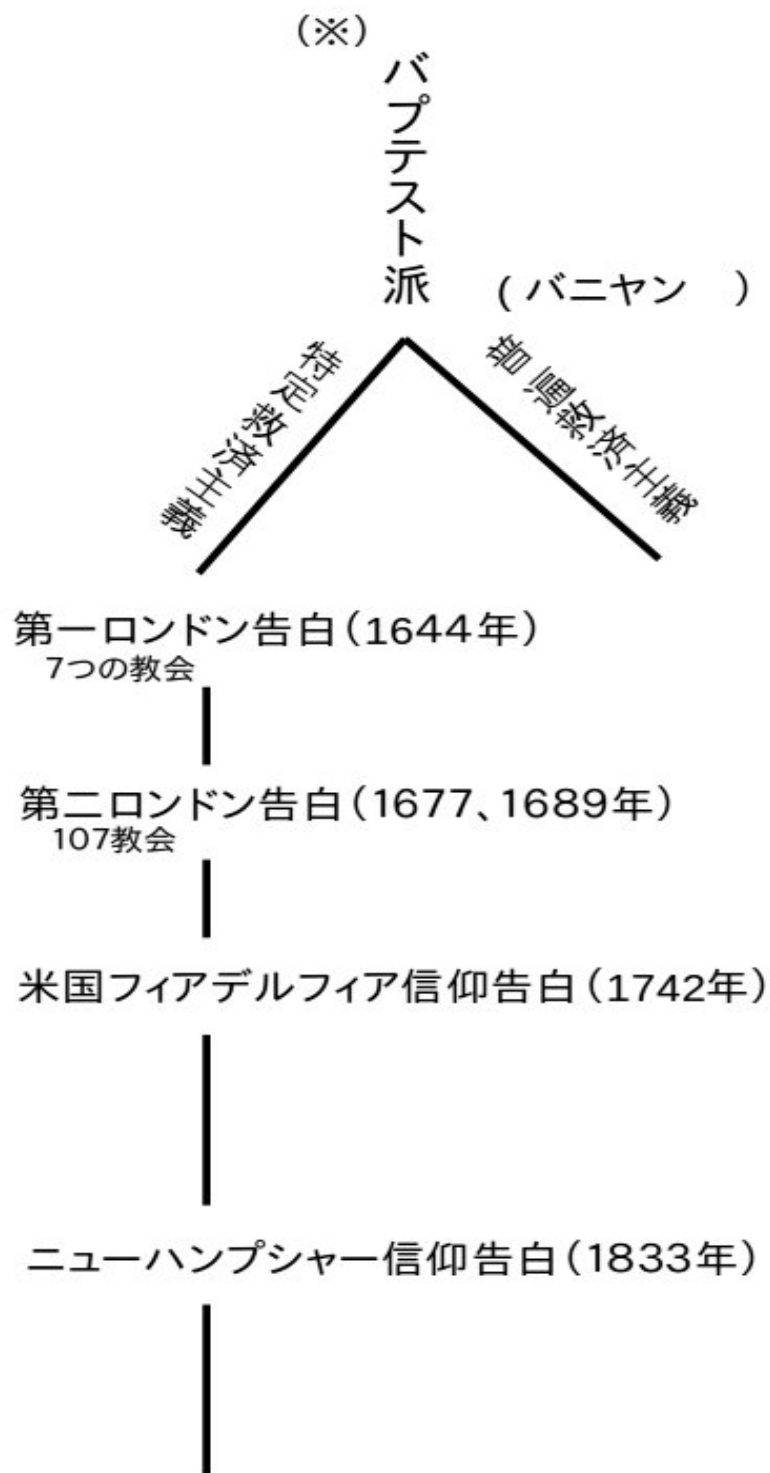 (※)
バプテスト派
( バニヤン　)
特定救済主義
普遍救済主義
第一ロンドン告白(1644年)
7つの教会
第二ロンドン告白(1677、1689年)
107教会
米国フィアデルフィア信仰告白(1742年)
ニューハンプシャー信仰告白(1833年)